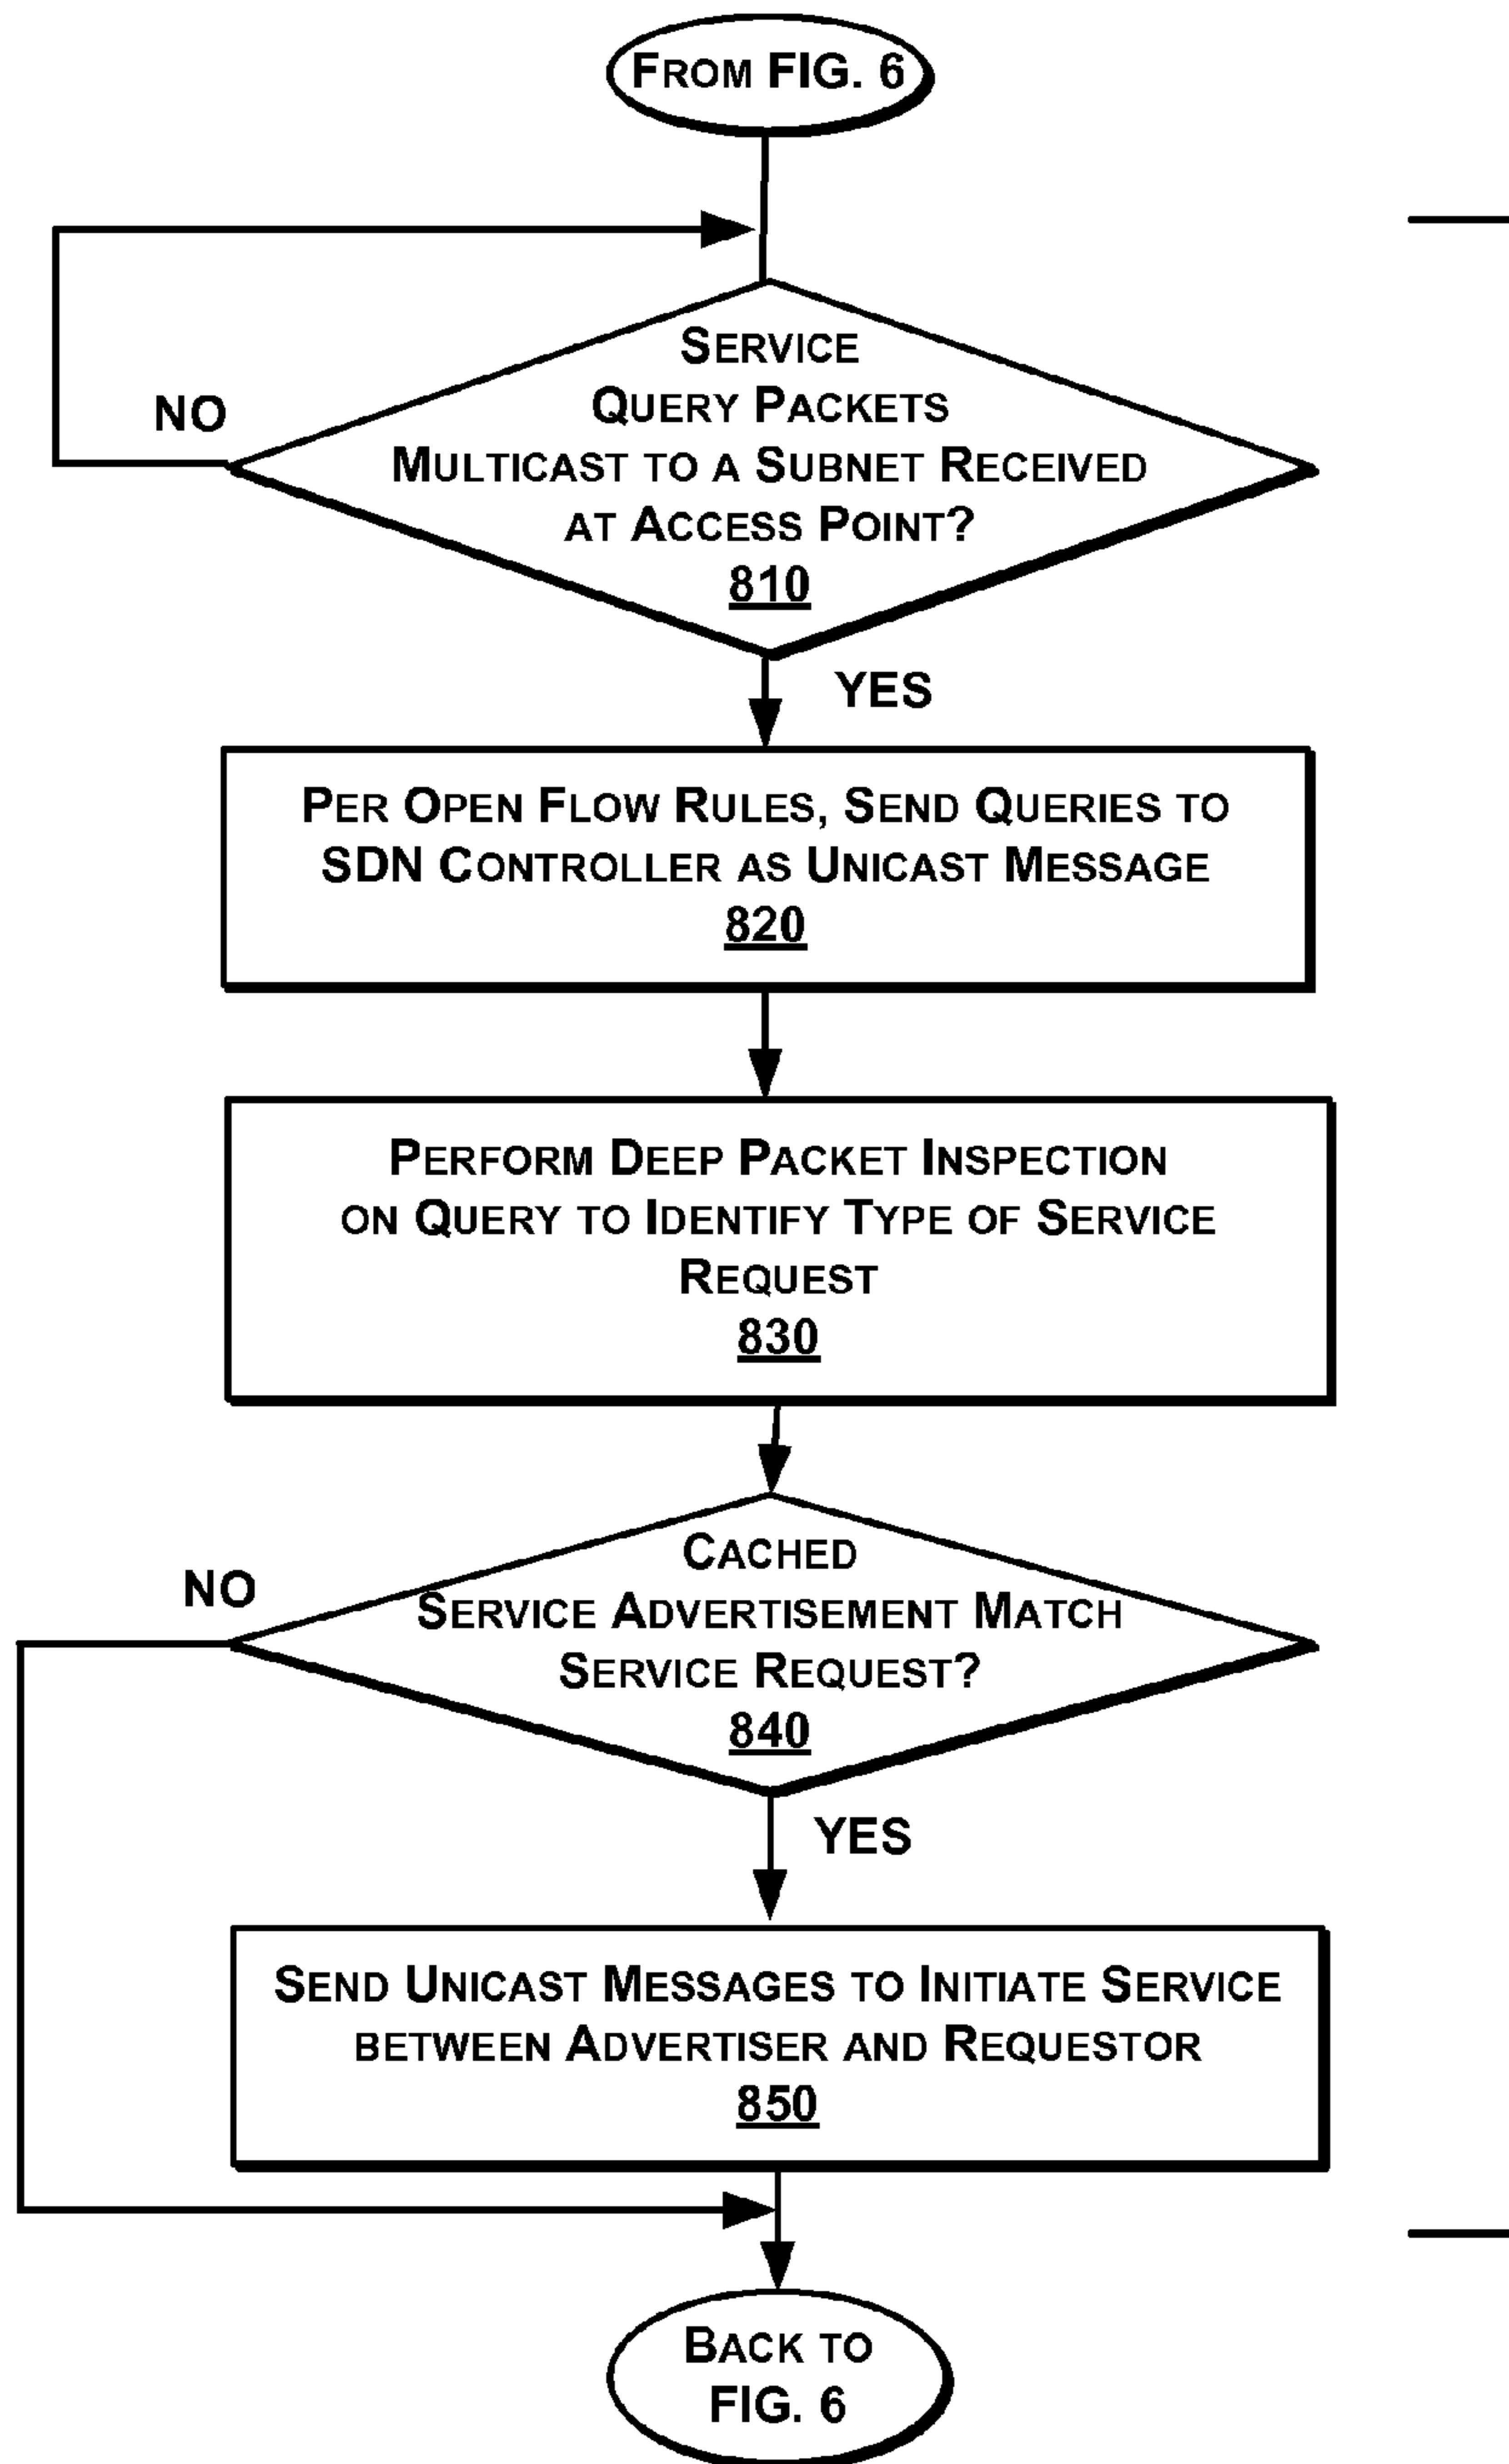 FROM FIG. 6
SERVICE
QUERY PACKETS
MULTICAST TO A SUBNET RECEIVED
AT ACCESS POINT?
810
NO
YES
PER OPEN FLOW RULES, SEND QUERIES TO
SDN CONTROLLER AS UNICAST MESSAGE
820
PERFORM DEEP PACKET INSPECTION
ON QUERY TO IDENTIFY TYPE OF SERVICE
REQUEST
830
CACHED
SERVICE ADVERTISEMENT MATCH
SERVICE REQUEST?
840
NO
YES
SEND UNICAST MESSAGES TO INITIATE SERVICE
BETWEEN ADVERTISER AND REQUESTOR
850
BACK TO
FIG. 6